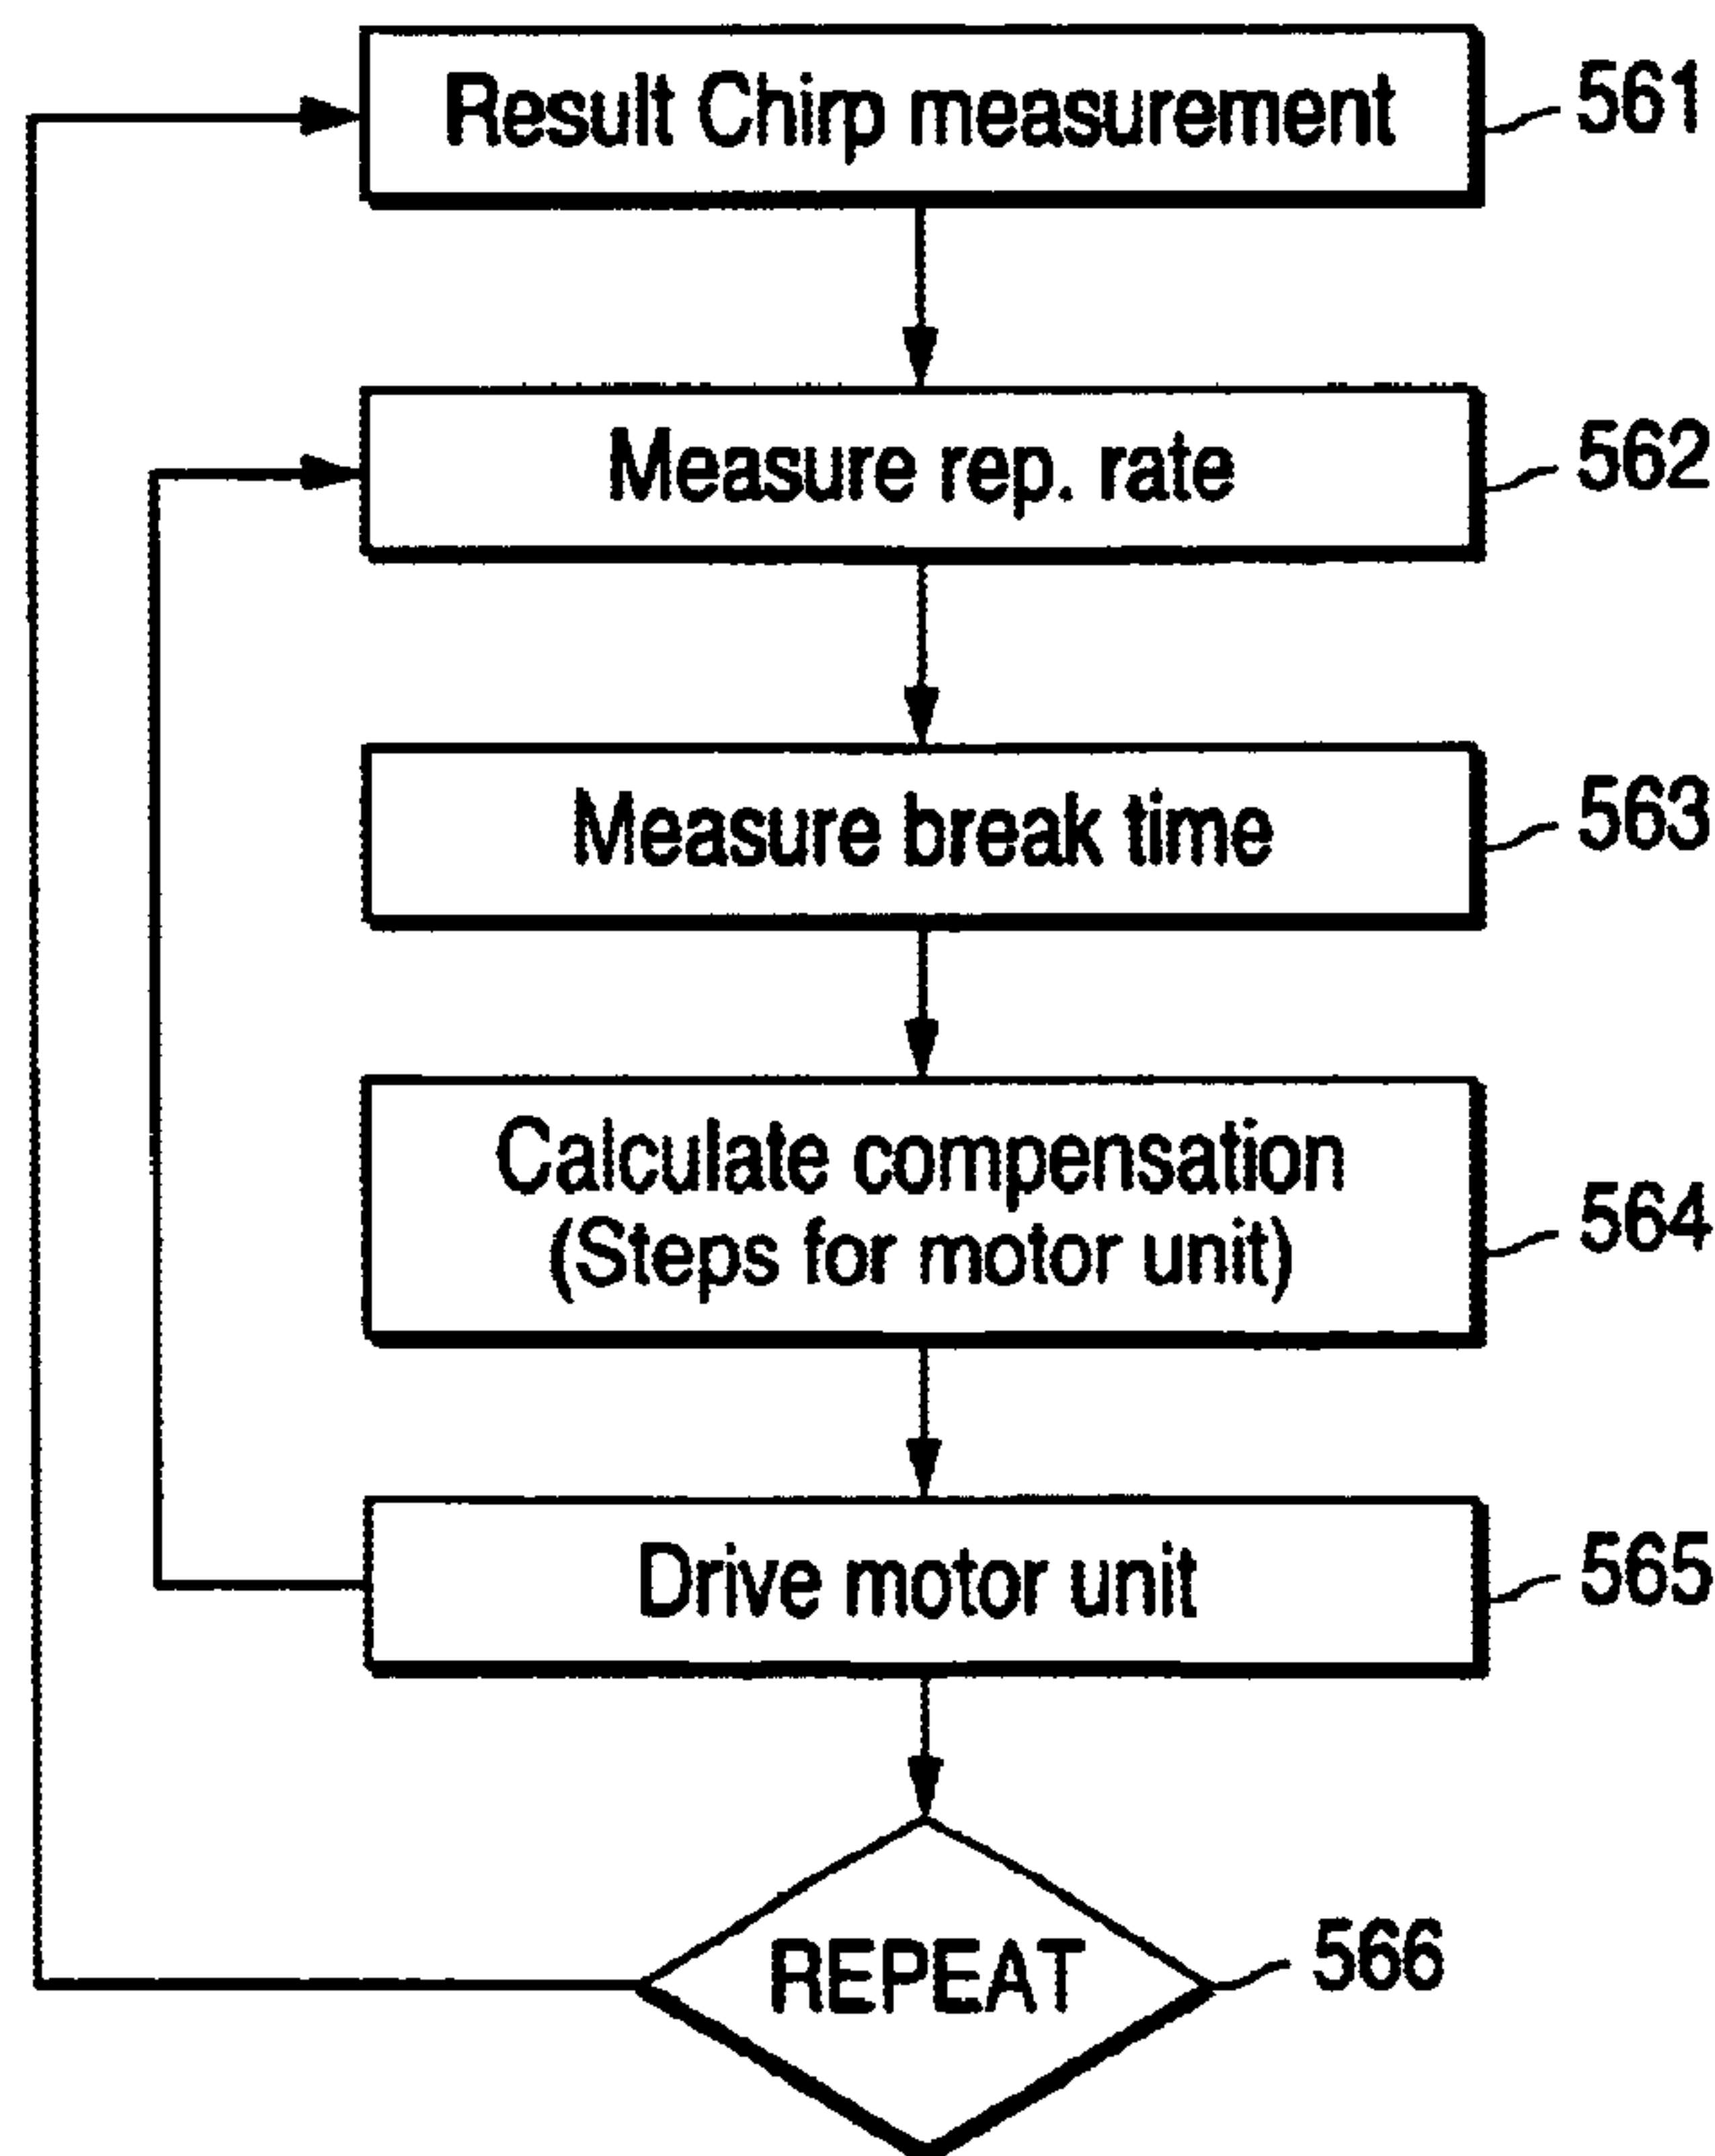 Result Chirp measurement
561
Measure rep. rate
562
Measure break time
563
Calculate compensation
(Steps for motor unit)
564
Drive motor unit
565
REPEAT
566